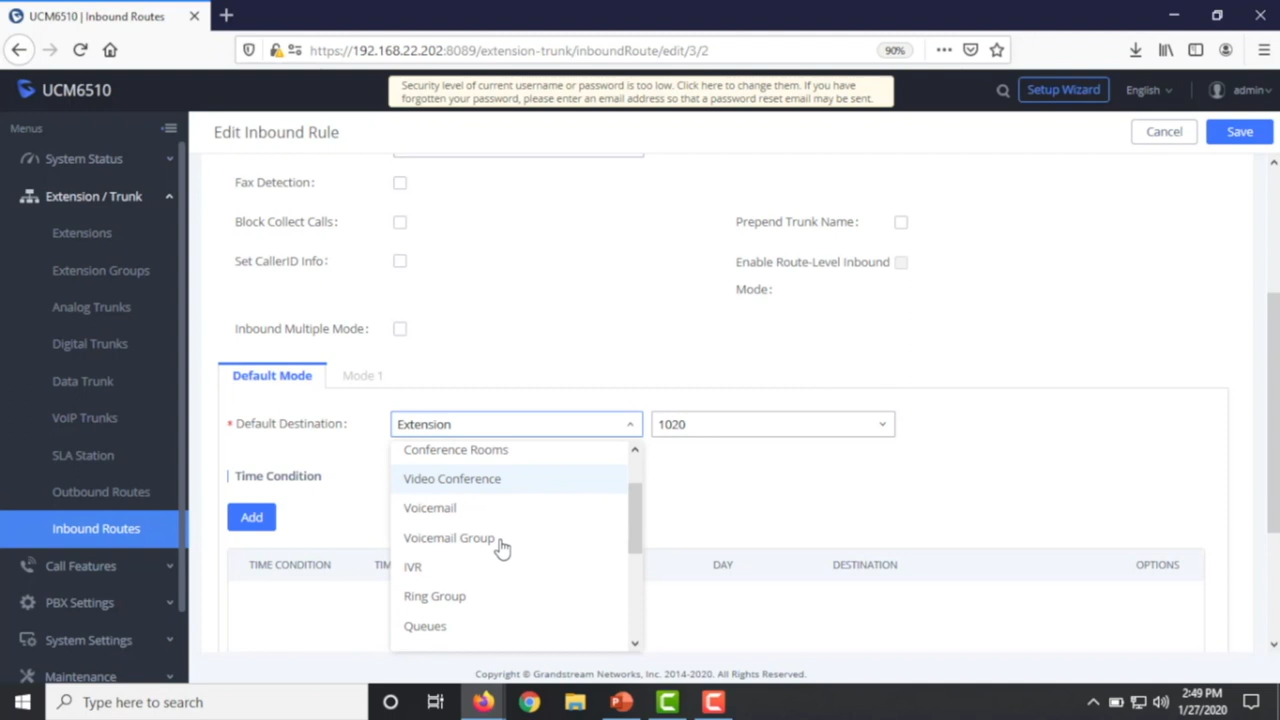 UCM6510 | Inbound Routes
https://192.168.22.202:8089/extension-trunk/inboundRoute/edit/3/2
90%
UCM6510
Security level of current username or password is too low. Click here to change them. If you have
forgotten your password, please enter an email address so that a password reset email may be sent.
Setup Wizard
English
admin
Menus
Edit Inbound Rule
Cancel
Save
System Status
Extension / Trunk
Extensions
Extension Groups
Analog Trunks
Digital Trunks
Data Trunk
VoIP Trunks
SLA Station
Outbound Routes
Inbound Routes
Call Features
PBX Settings
System Settings
Maintenance
Fax Detection:
Block Collect Calls:
Prepend Trunk Name:
Set CallerID Info:
Enable Route-Level Inbound
Mode:
Inbound Multiple Mode:
Default Mode
Mode 1
* Default Destination:
Extension
1020
Conference Rooms
Video Conference
Voicemail
Voicemail Group
IVR
Ring Group
Queues
Time Condition
Add
TIME CONDITION
DAY
DESTINATION
OPTIONS
Copyright © Grandstream Networks, Inc. 2014-2020. All Rights Reserved.
Type here to search
2:49 PM
1/27/2020